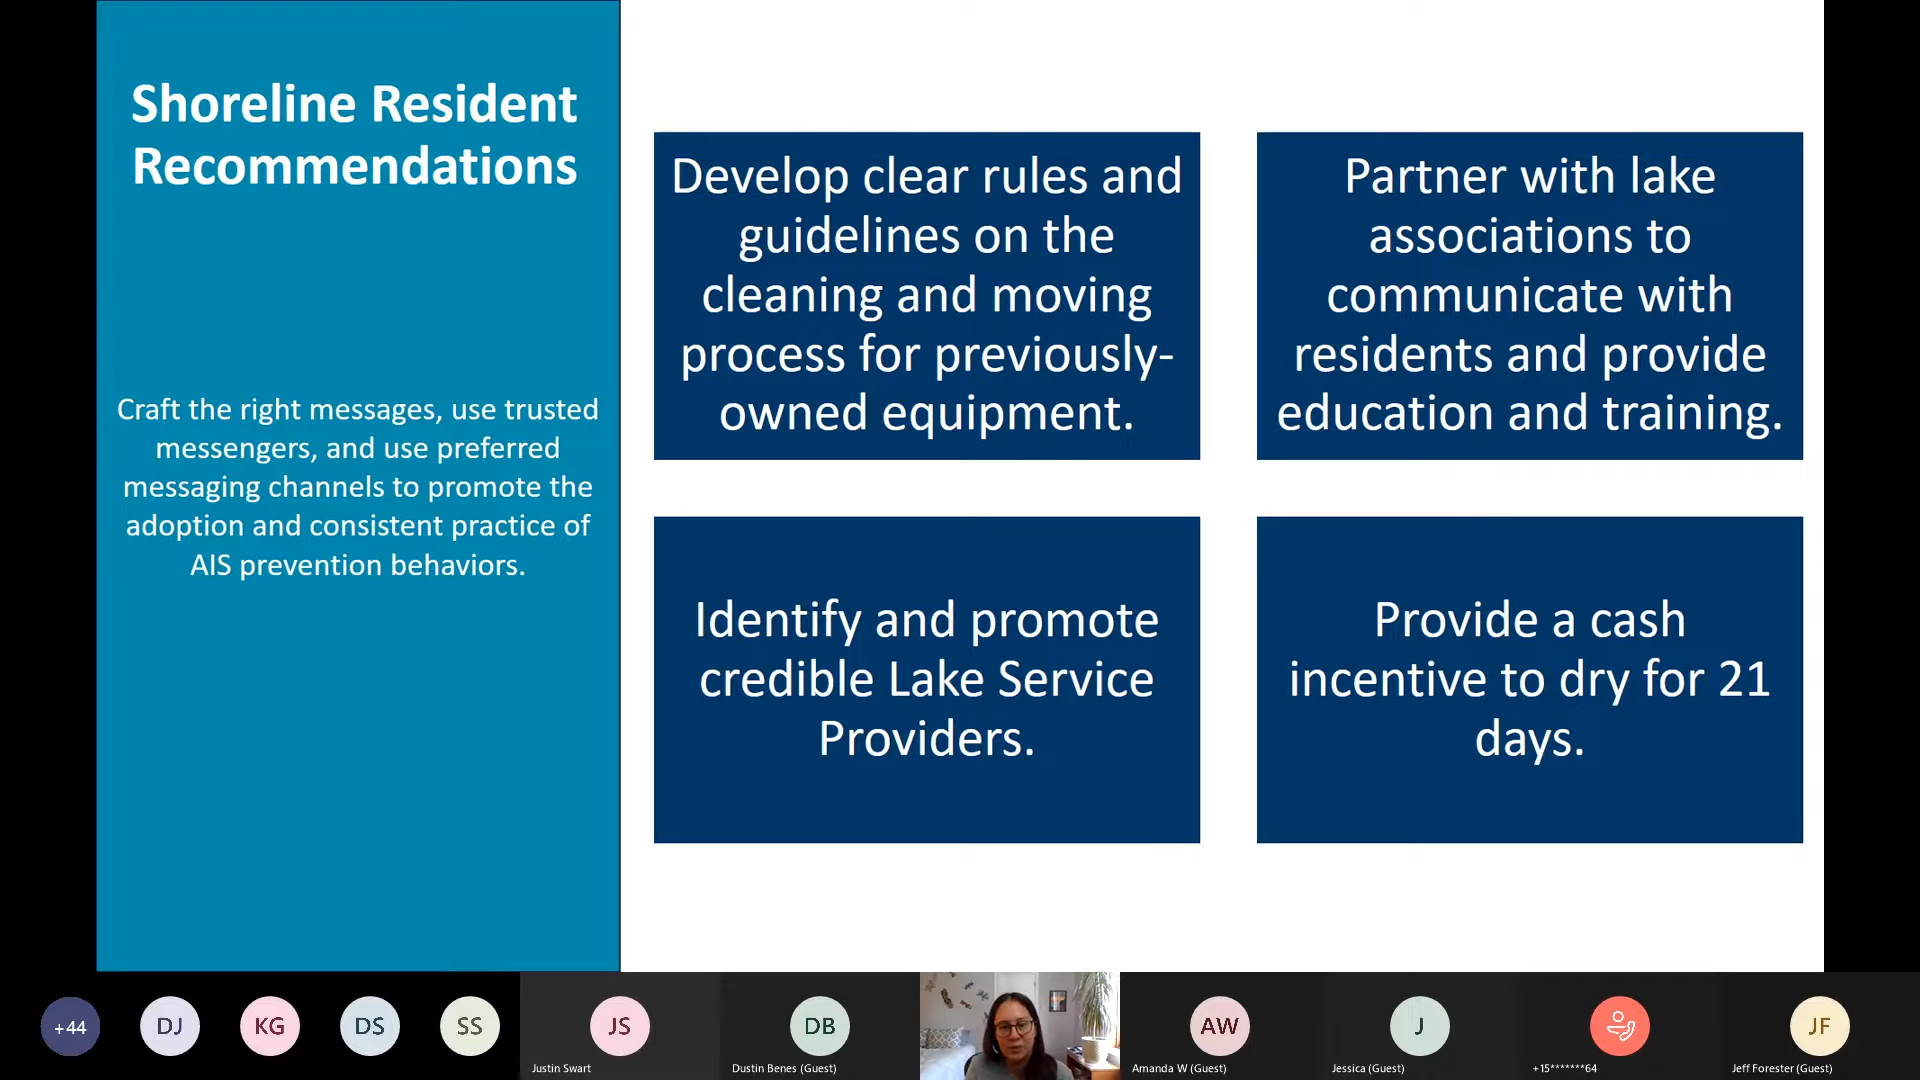 Shoreline Resident
Recommendations
Craft the right messages, use trusted
messengers, and use preferred
messaging channels to promote the
adoption and consistent practice of
AIS prevention behaviors.
Develop clear rules and
guidelines on the
cleaning and moving
process for previously-
owned equipment.
Partner with lake
associations to
communicate with
residents and provide
education and training.
Identify and promote
credible Lake Service
Providers.
Provide a cash
incentive to dry for 21
days.
+44
DJ
KG
DS
SS
JS
Justin Swart
DB
Dustin Benes (Guest)
AW
Amanda W (Guest)
J
Jessica (Guest)
+15*******64
JF
Jeff Forester (Guest)